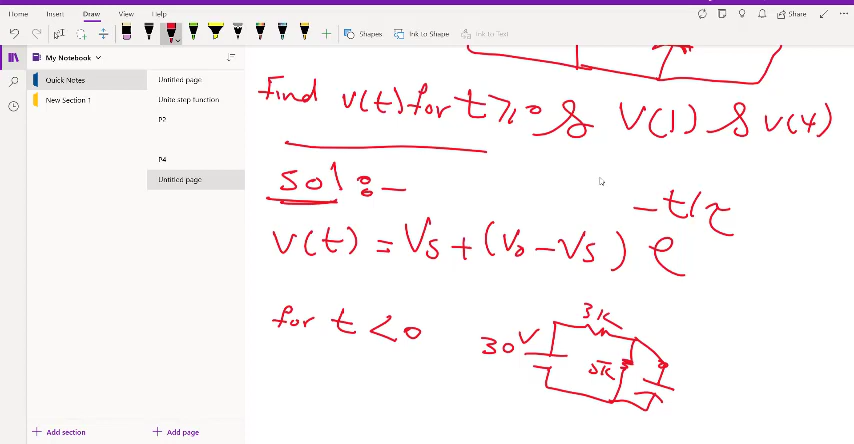 Home Insert Draw View Help Share
Shapes Ink to Shape Ink to Text
My Notebook
Quick Notes
New Section 1
Untitled page
Unite step function
P2
P4
Untitled page
Add section
Add page
Find v(t) for t ≥ 0 & V(1) & v(4)
sol :-
v(t) = Vs + (V0 - Vs) e^{-t/τ}
for t < 0
30V
3K
5K